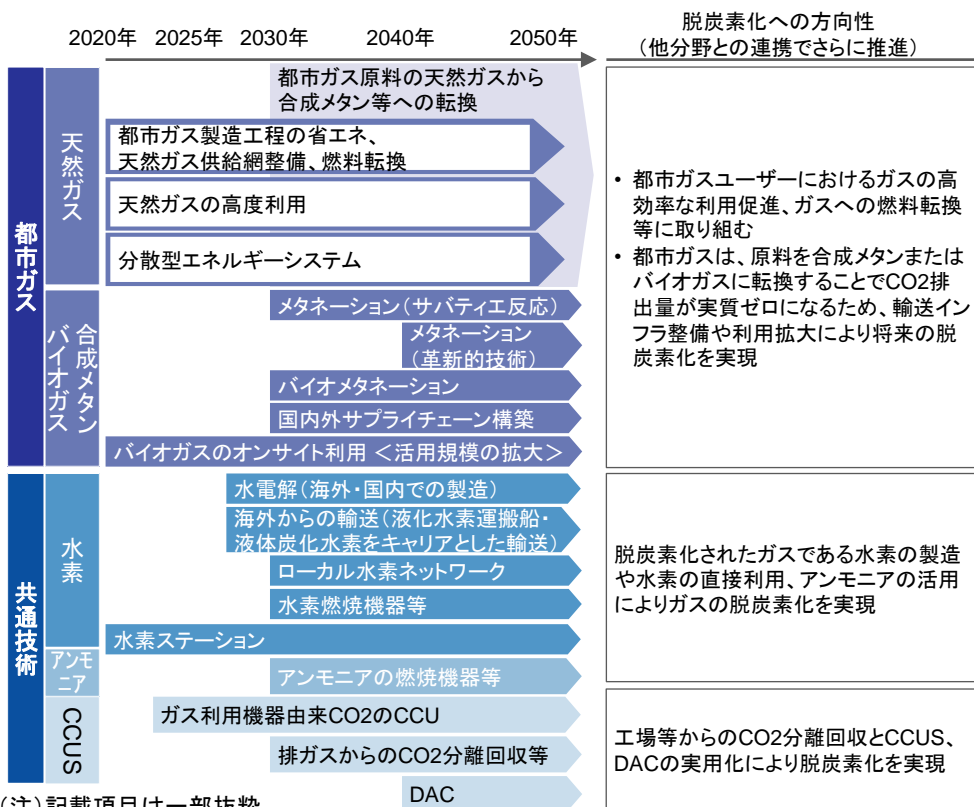 脱炭素化への方向性
(他分野との連携でさらに推進)
2020年 2025年 2030年 2040年 2050年
都市ガス
天然ガス
都市ガス原料の天然ガスから
合成メタン等への転換
都市ガス製造工程の省エネ、
天然ガス供給網整備、燃料転換
天然ガスの高度利用
分散型エネルギーシステム
• 都市ガスユーザーにおけるガスの高
効率な利用促進、ガスへの燃料転換
等に取り組む
• 都市ガスは、原料を合成メタンまたは
バイオガスに転換することでCO2排
出量が実質ゼロになるため、輸送イン
フラ整備や利用拡大により将来の脱
炭素化を実現
合成メタン
バイオガス
メタネーション(サバティエ反応)
メタネーション
(革新的技術)
バイオメタネーション
国内外サプライチェーン構築
バイオガスのオンサイト利用 <活用規模の拡大>
共通技術
水素
水電解(海外・国内での製造)
海外からの輸送(液化水素運搬船・
液体炭化水素をキャリアとした輸送)
ローカル水素ネットワーク
水素燃焼機器等
水素ステーション
脱炭素化されたガスである水素の製造
や水素の直接利用、アンモニアの活用
によりガスの脱炭素化を実現
アンモ
ニア
アンモニアの燃焼機器等
CCUS
ガス利用機器由来CO2のCCU
排ガスからのCO2分離回収等
DAC
工場等からのCO2分離回収とCCUS、
DACの実用化により脱炭素化を実現
(注)記載項目は一部抜粋